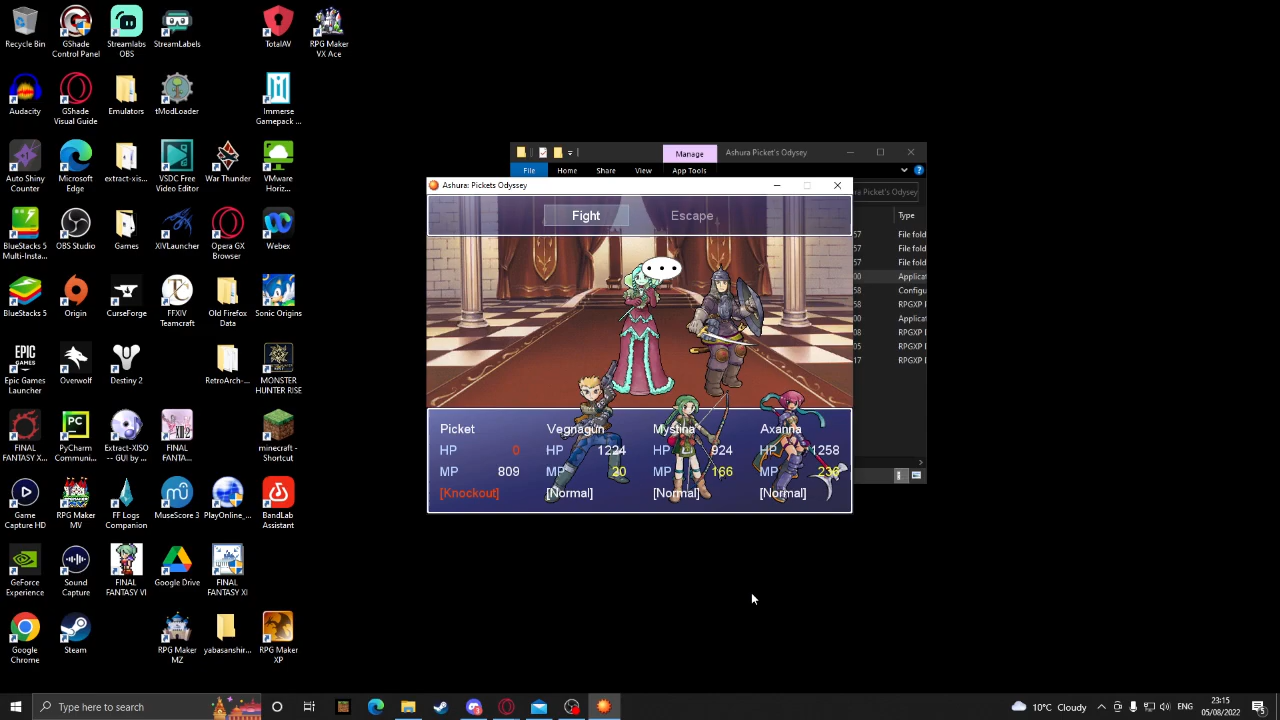 Recycle Bin
GShade Control Panel
Streamlabs OBS
StreamLabels
TotalAV
RPG Maker VX Ace
Audacity
GShade Visual Guide
Emulators
tModLoader
Immerse Gamepack ...
Auto Shiny Counter
Microsoft Edge
extract-xis...
VSDC Free Video Editor
War Thunder
VMware Horiz...
BlueStacks 5 Multi-Insta...
OBS Studio
Games
XIVLauncher
Opera GX Browser
Webex
BlueStacks 5
Origin
CurseForge
FFXIV Teamcraft
Old Firefox Data
Sonic Origins
Epic Games Launcher
Overwolf
Destiny 2
RetroArch-...
MONSTER HUNTER RISE
FINAL FANTASY X...
PyCharm Communi...
Extract-XISO -- GUI by ...
FINAL FANTA...
minecraft - Shortcut
Game Capture HD
RPG Maker MV
FF Logs Companion
MuseScore 3
PlayOnline_...
BandLab Assistant
GeForce Experience
Sound Capture
FINAL FANTASY VI
Google Drive
FINAL FANTASY XI
Google Chrome
Steam
RPG Maker MZ
yabasanshir...
RPG Maker XP
Manage
Ashura Picket's Odysey
File Home Share View App Tools
ra Picket's Odysey
Type
File fold
File fold
File fold
Applicat
Configu
RPGXP I
Applicat
RPGXP I
RPGXP I
RPGXP I
Ashura: Pickets Odyssey
Fight Escape
Picket Vegnagun Mystina Axanna
HP 0 HP 1224 HP 924 HP 1258
MP 809 MP 20 MP 166 MP 236
[Knockout] [Normal] [Normal] [Normal]
Type here to search
10°C Cloudy
ENG
23:15
05/08/2022